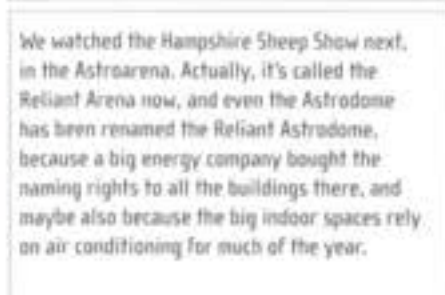 We watched the Hampshire Sheep Show next,
in the Astroarena. Actually, it's called the
Reliant Arena now, and even the Astrodome
has been renamed the Reliant Astrodome,
because a big energy company bought the
naming rights to all the buildings there, and
maybe also because the big indoor spaces rely
on air conditioning for much of the year.